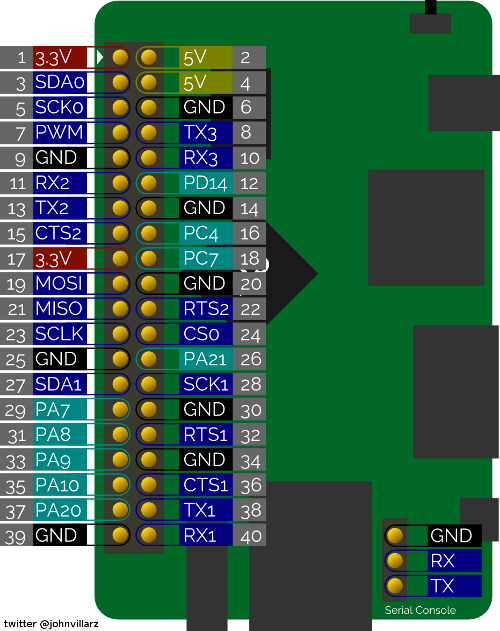 1 3.3V 5V 2
3 SDA0 5V 4
5 SCK0 GND 6
7 PWM TX3 8
9 GND RX3 10
11 RX2 PD14 12
13 TX2 GND 14
15 CTS2 PC4 16
17 3.3V PC7 18
19 MOSI GND 20
21 MISO RTS2 22
23 SCLK CS0 24
25 GND PA21 26
27 SDA1 SCK1 28
29 PA7 GND 30
31 PA8 RTS1 32
33 PA9 GND 34
35 PA10 CTS1 36
37 PA20 TX1 38
39 GND RX1 40
GND
RX
TX
Serial Console
twitter @johnvillarz